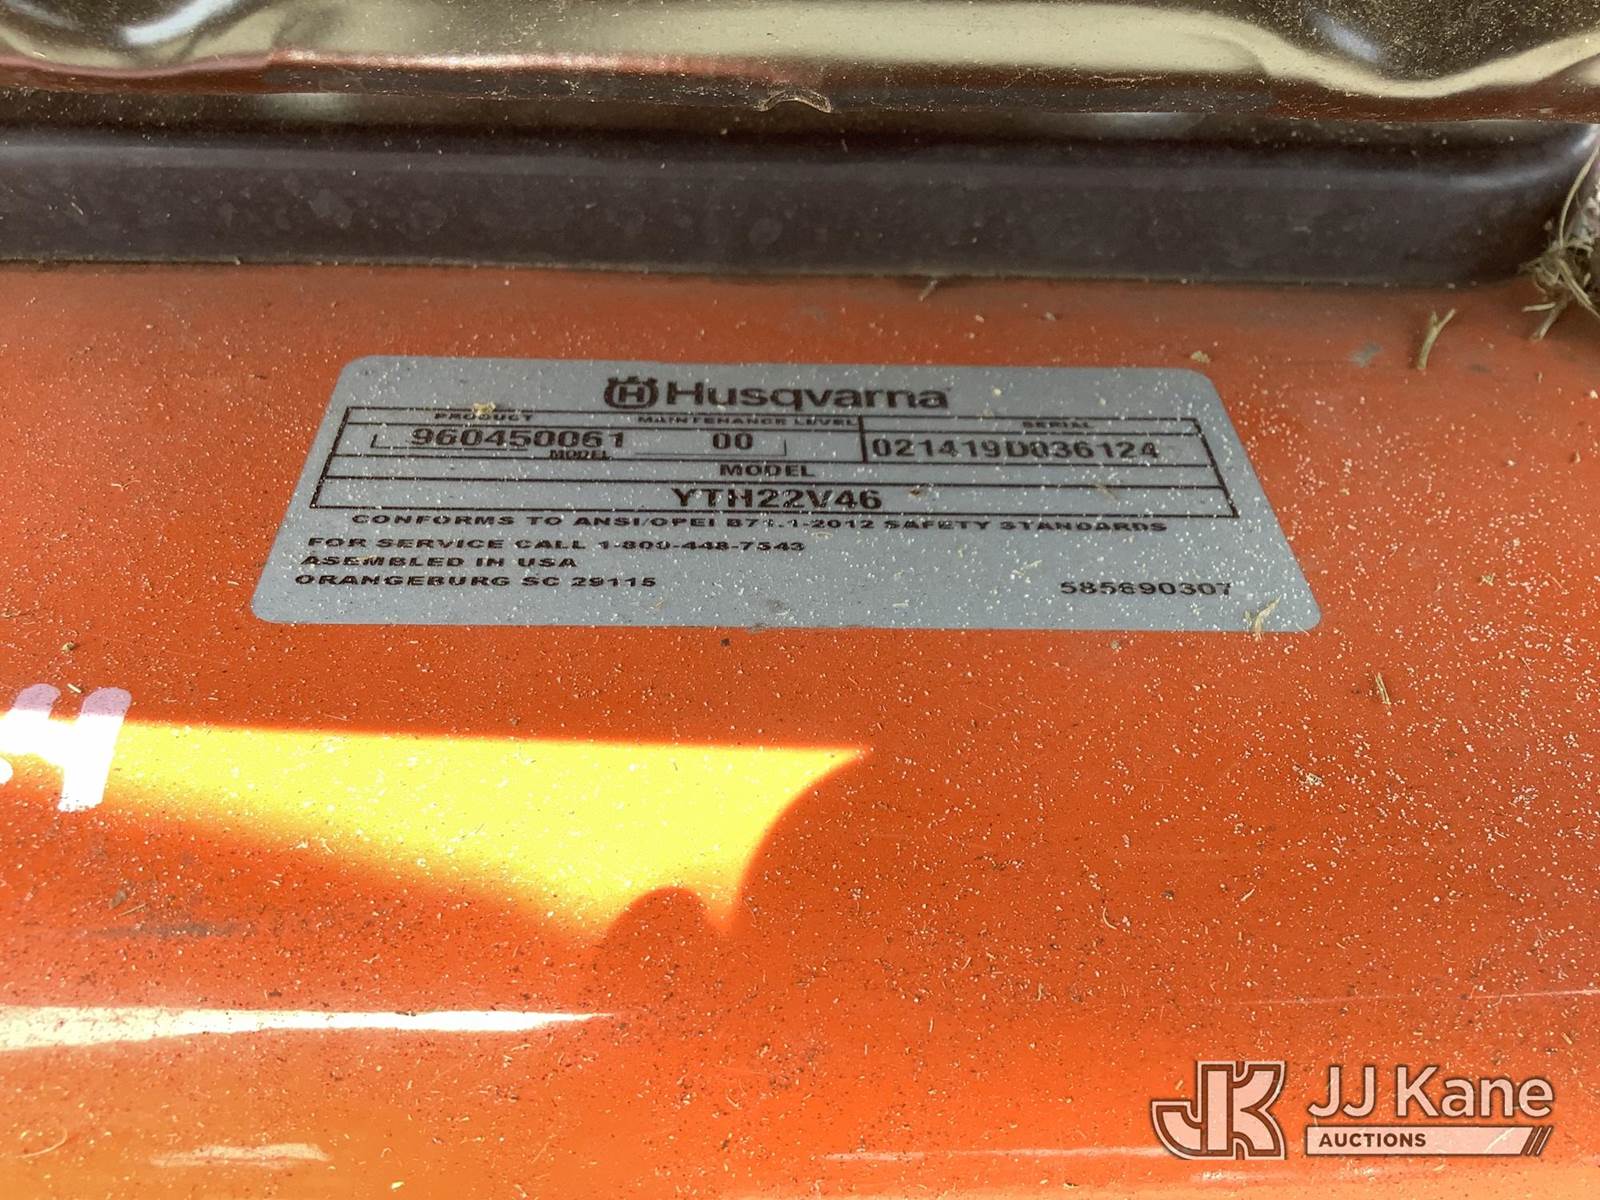 Husqvarna
PRODUCT MAINTENANCE LEVEL SERIAL
960450061 00 021419D036124
MODEL
MODEL
YTH22V46
CONFORMS TO ANSI/OPEI B71.1-2012 SAFETY STANDARDS
FOR SERVICE CALL 1-800-448-7543
ASEMBLED IN USA
ORANGEBURG SC 29115
585690307
JK JJ Kane
AUCTIONS